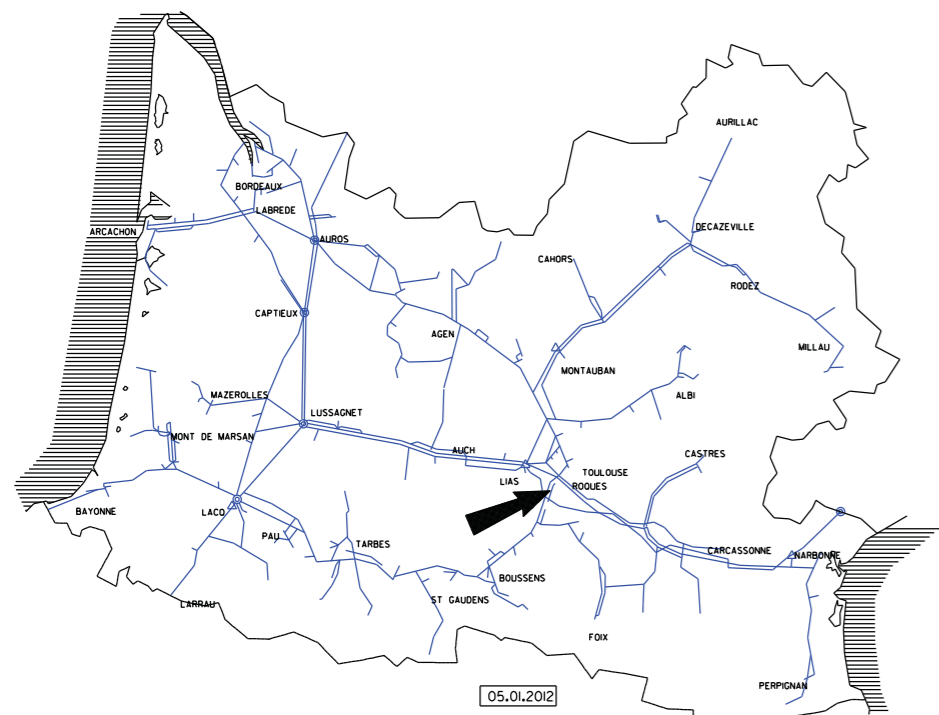 AURILLAC
BORDEAUX
LABREDE
ARCACHON
DECAZEVILLE
AUROS
CAHORS
RODEZ
CAPTIEUX
AGEN
MILLAU
MONTAUBAN
MAZEROLLES
ALBI
LUSSAGNET
MONT DE MARSAN
AUCH
CASTRES
TOULOUSE
LIAS
ROQUES
BAYONNE
LACQ
PAU
TARBES
CARCASSONNE
NARBONNE
BOUSSENS
LARRAU
ST GAUDENS
FOIX
PERPIGNAN
05.01.2012